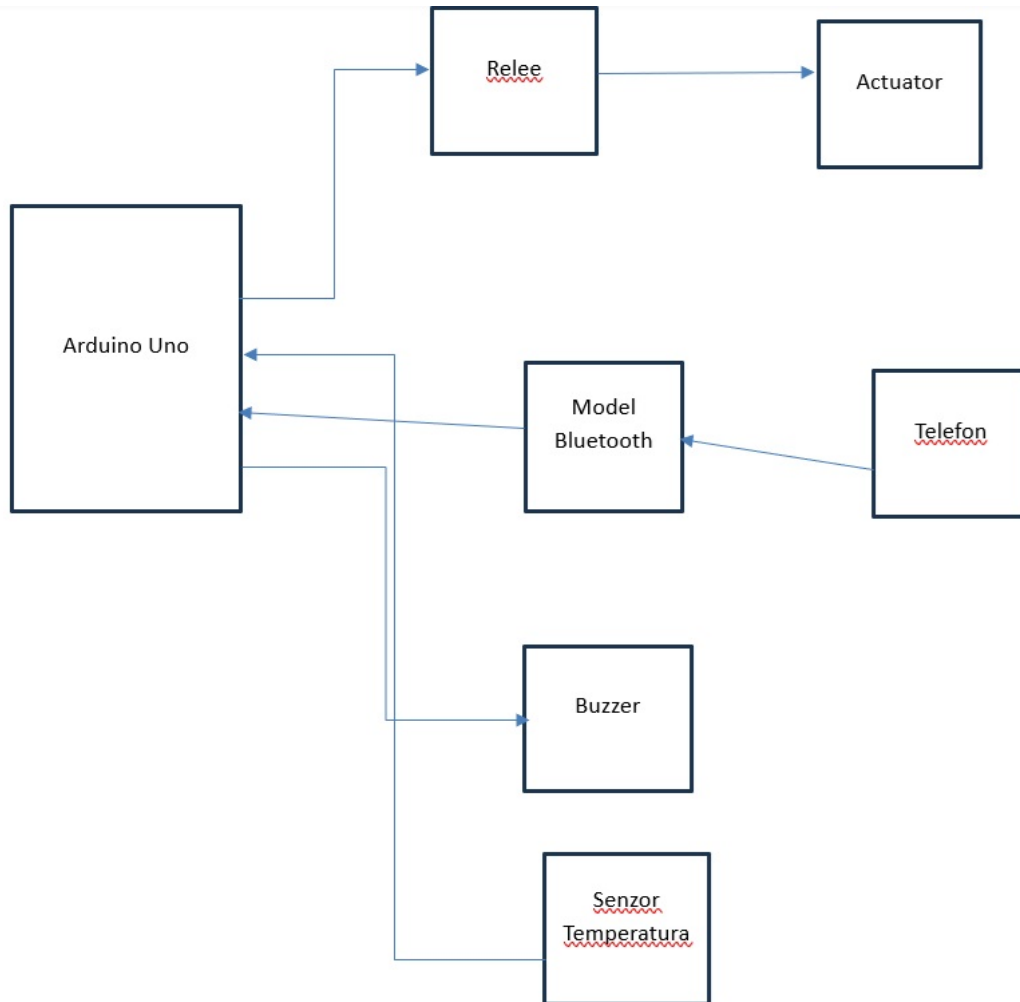 Relee
Actuator
Arduino Uno
Model
Bluetooth
Telefon
Buzzer
Senzor
Temperatura